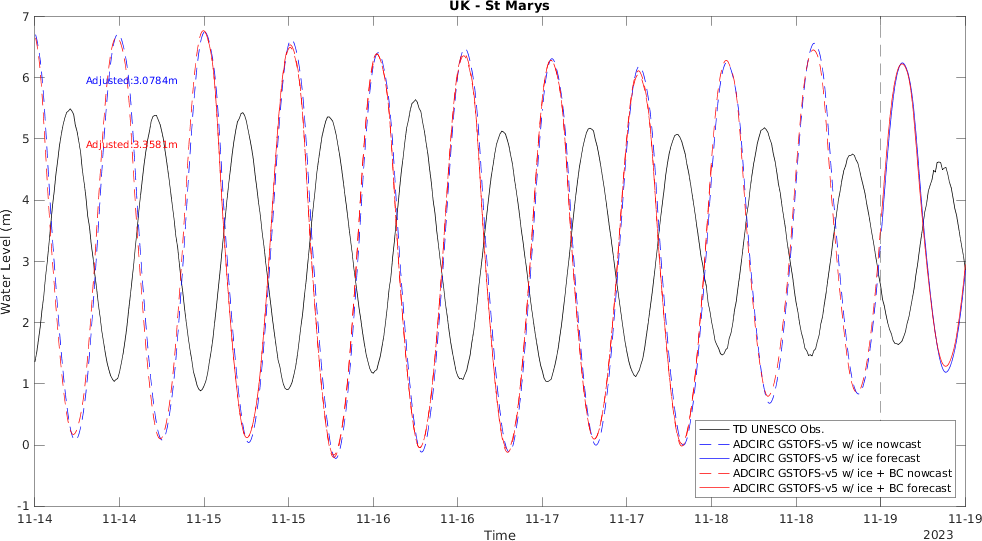 UK - St Marys
7
6
5
4
3
2
1
0
-1
Water Level (m)
Adjusted:3.0784m
Adjusted:3.3581m
TD UNESCO Obs.
ADCIRC GSTOFS-v5 w/ ice nowcast
ADCIRC GSTOFS-v5 w/ ice forecast
ADCIRC GSTOFS-v5 w/ ice + BC nowcast
ADCIRC GSTOFS-v5 w/ ice + BC forecast
11-14 11-14 11-15 11-15 11-16 11-16 11-17 11-17 11-18 11-18 11-19 11-19
Time
2023